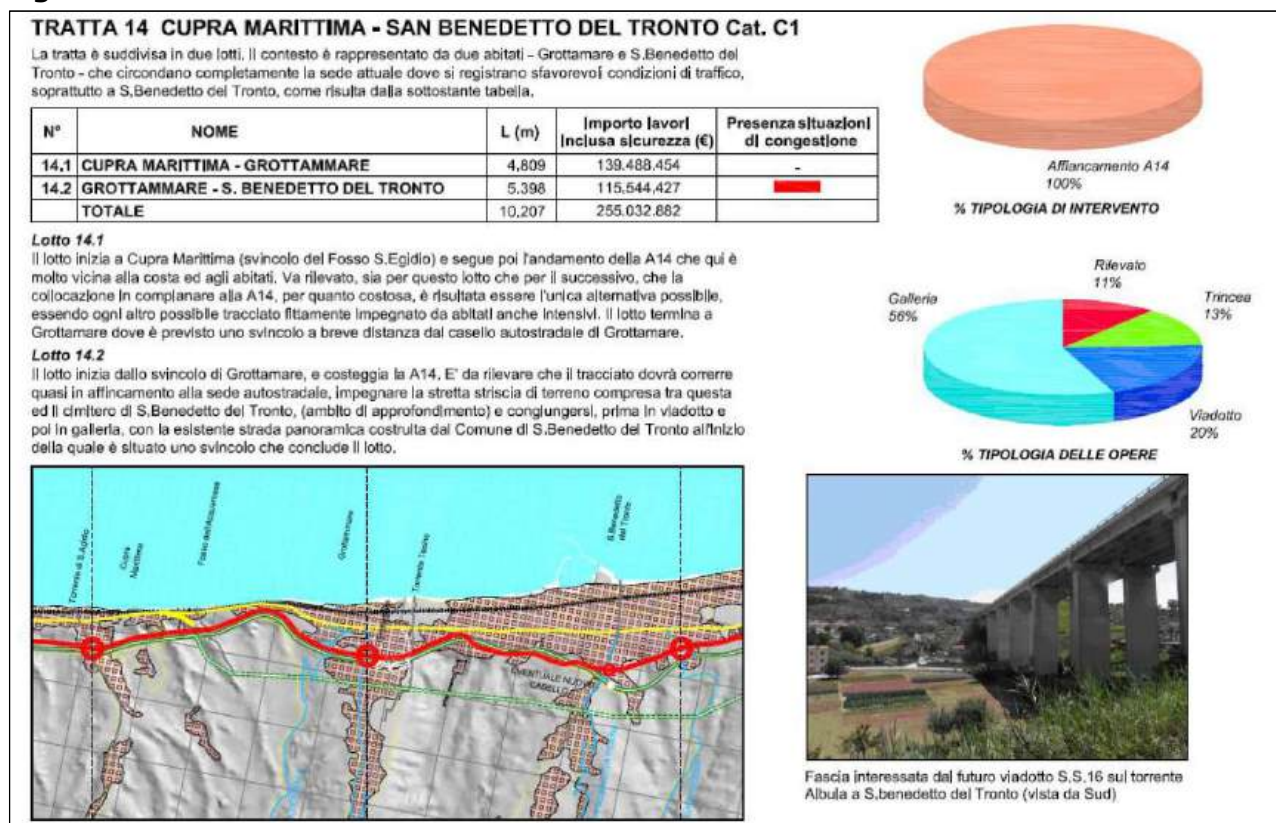 TRATTA 14 CUPRA MARITTIMA - SAN BENEDETTO DEL TRONTO Cat. C1
La tratta è suddivisa in due lotti. Il contesto è rappresentato da due abitati - Grottamare e S.Benedetto del
Tronto - che circondano completamente la sede attuale dove si registrano sfavorevoli condizioni di traffico,
soprattutto a S.Benedetto del Tronto, come risulta dalla sottostante tabella.
N° NOME L (m) Importo lavori inclusa sicurezza (€) Presenza situazioni di congestione
14.1 CUPRA MARITTIMA - GROTTAMMARE 4,809 139.488.454 -
14.2 GROTTAMMARE - S. BENEDETTO DEL TRONTO 5.398 115,544,427
TOTALE 10,207 255.032.882
Lotto 14.1
Il lotto inizia a Cupra Marittima (svincolo del Fosso S.Egidio) e segue poi l'andamento della A14 che qui è
molto vicina alla costa ed agli abitati. Va rilevato, sia per questo lotto che per il successivo, che la
collocazione in complanare alla A14, per quanto costosa, è risultata essere l'unica alternativa possibile,
essendo ogni altro possibile tracciato fittamente impegnato da abitati anche intensivi. Il lotto termina a
Grottamare dove è previsto uno svincolo a breve distanza dal casello autostradale di Grottamare.
Lotto 14.2
Il lotto inizia dallo svincolo di Grottamare, e costeggia la A14. E' da rilevare che il tracciato dovrà correre
quasi in affincamento alla sede autostradale, impegnare la stretta striscia di terreno compresa tra questa
ed il cimitero di S.Benedetto del Tronto, (ambito di approfondimento) e congiungersi, prima in viadotto e
poi in galleria, con la esistente strada panoramica costruita dal Comune di S.Benedetto del Tronto all'inizio
della quale è situato uno svincolo che conclude il lotto.
Affiancamento A14
100%
% TIPOLOGIA DI INTERVENTO
Rilevato
11%
Galleria
56%
Trincea
13%
Viadotto
20%
% TIPOLOGIA DELLE OPERE
Torrente di S.Egidio
Cupra
Marittima
Grottammare
Torrente Tesino
S.Benedetto
del Tronto
EVENTUALE NUOVO
CASELLO
Fascia interessata dal futuro viadotto S.S.16 sul torrente
Albula a S.benedetto del Tronto (vista da Sud)